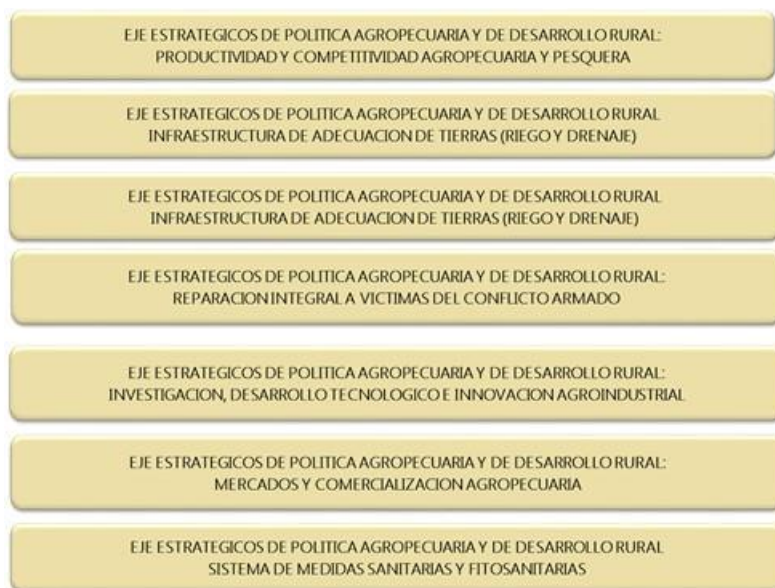 EJE ESTRATEGICOS DE POLITICA AGROPECUARIA Y DE DESARROLLO RURAL:
PRODUCTIVIDAD Y COMPETITIVIDAD AGROPECUARIA Y PESQUERA
EJE ESTRATEGICOS DE POLITICA AGROPECUARIA Y DE DESARROLLO RURAL
INFRAESTRUCTURA DE ADECUACION DE TIERRAS (RIEGO Y DRENAJE)
EJE ESTRATEGICOS DE POLITICA AGROPECUARIA Y DE DESARROLLO RURAL
INFRAESTRUCTURA DE ADECUACION DE TIERRAS (RIEGO Y DRENAJE)
EJE ESTRATEGICOS DE POLITICA AGROPECUARIA Y DE DESARROLLO RURAL:
REPARACION INTEGRAL A VICTIMAS DEL CONFLICTO ARMADO
EJE ESTRATEGICOS DE POLITICA AGROPECUARIA Y DE DESARROLLO RURAL:
INVESTIGACION, DESARROLLO TECNOLOGICO E INNOVACION AGROINDUSTRIAL
EJE ESTRATEGICOS DE POLITICA AGROPECUARIA Y DE DESARROLLO RURAL:
MERCADOS Y COMERCIALIZACION AGROPECUARIA
EJE ESTRATEGICOS DE POLITICA AGROPECUARIA Y DE DESARROLLO RURAL
SISTEMA DE MEDIDAS SANITARIAS Y FITOSANITARIAS